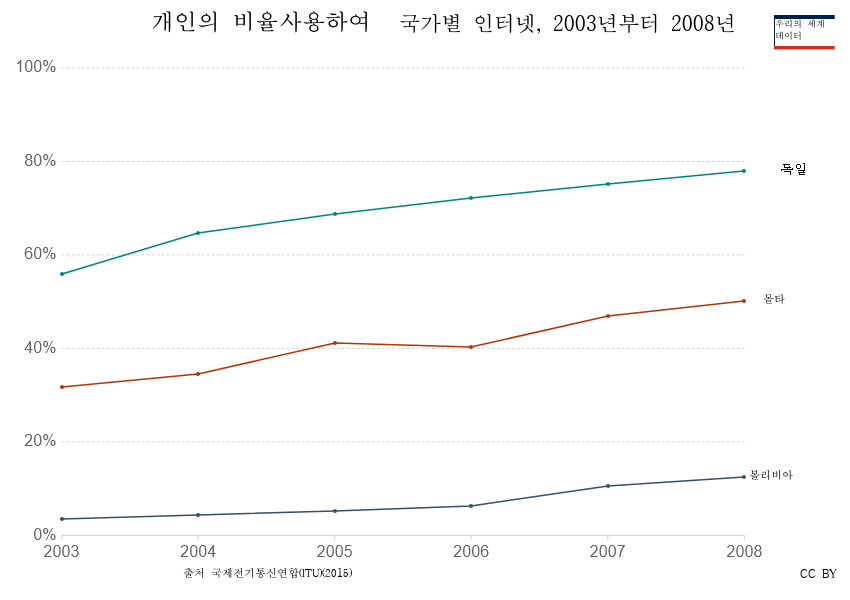 개인의 비율사용하여 국가별 인터넷, 2003년부터 2008년
우리의 세계
데이터
100%
80%
독일
60%
몰타
40%
20%
볼리비아
0%
2003 2004 2005 2006 2007 2008
출처 국제전기통신연합(ITU)(2015)
CC BY